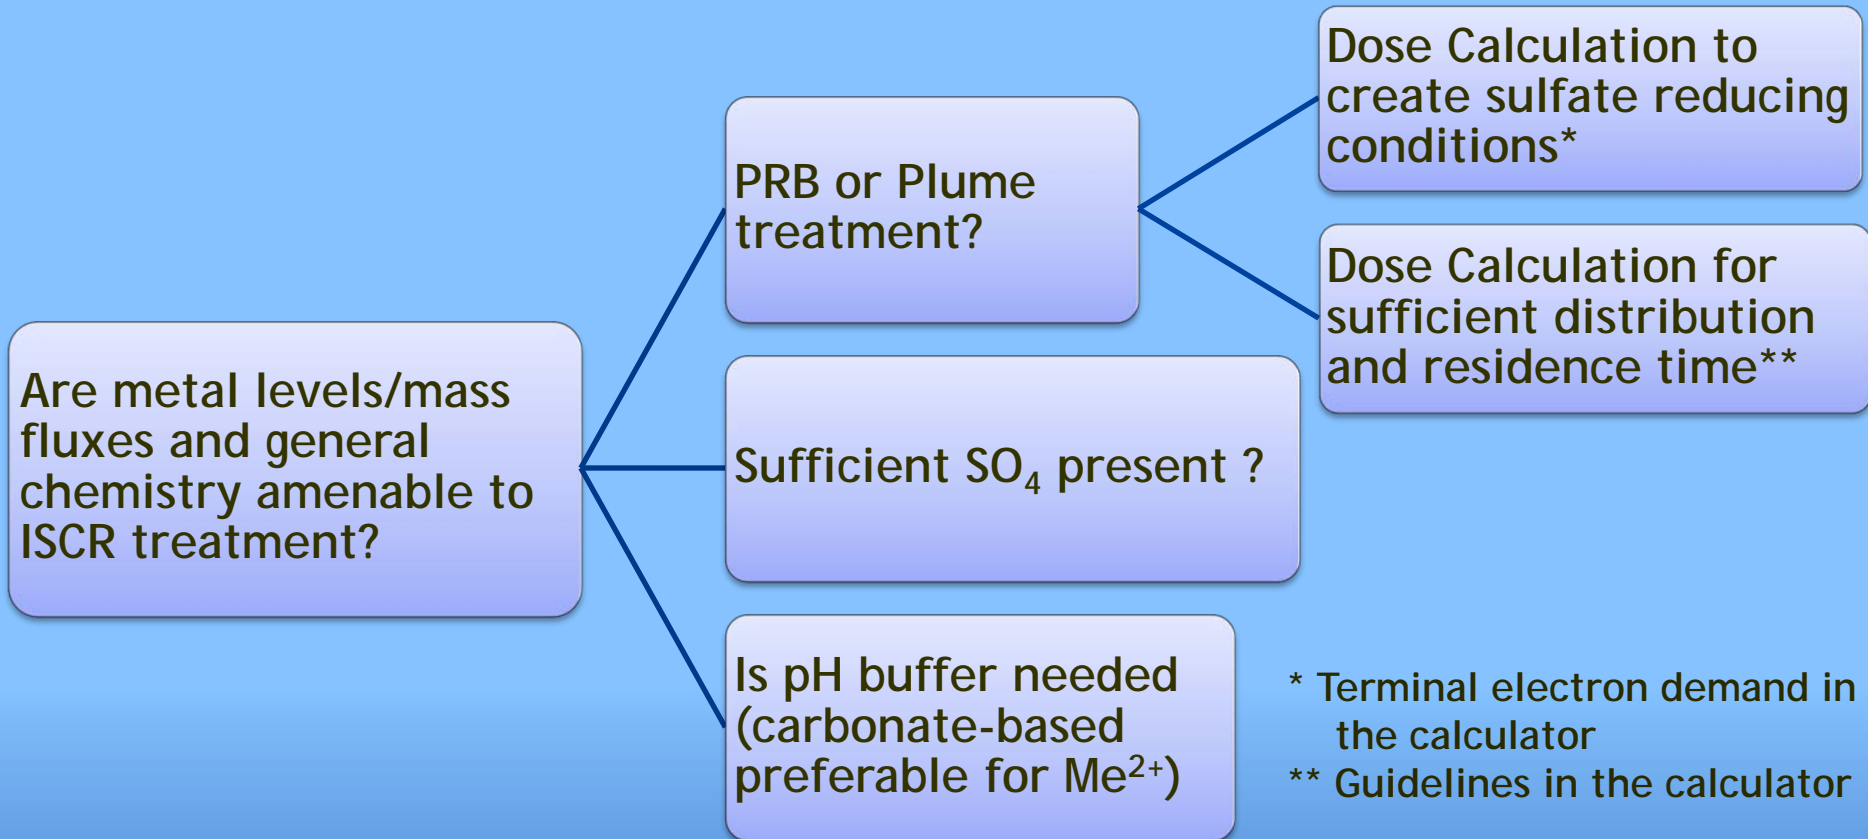 Are metal levels/mass
fluxes and general
chemistry amenable to
ISCR treatment?
PRB or Plume
treatment?
Dose Calculation to
create sulfate reducing
conditions*
Dose Calculation for
sufficient distribution
and residence time**
Sufficient SO₄ present ?
Is pH buffer needed
(carbonate-based
preferable for Me²⁺)
* Terminal electron demand in
the calculator
** Guidelines in the calculator